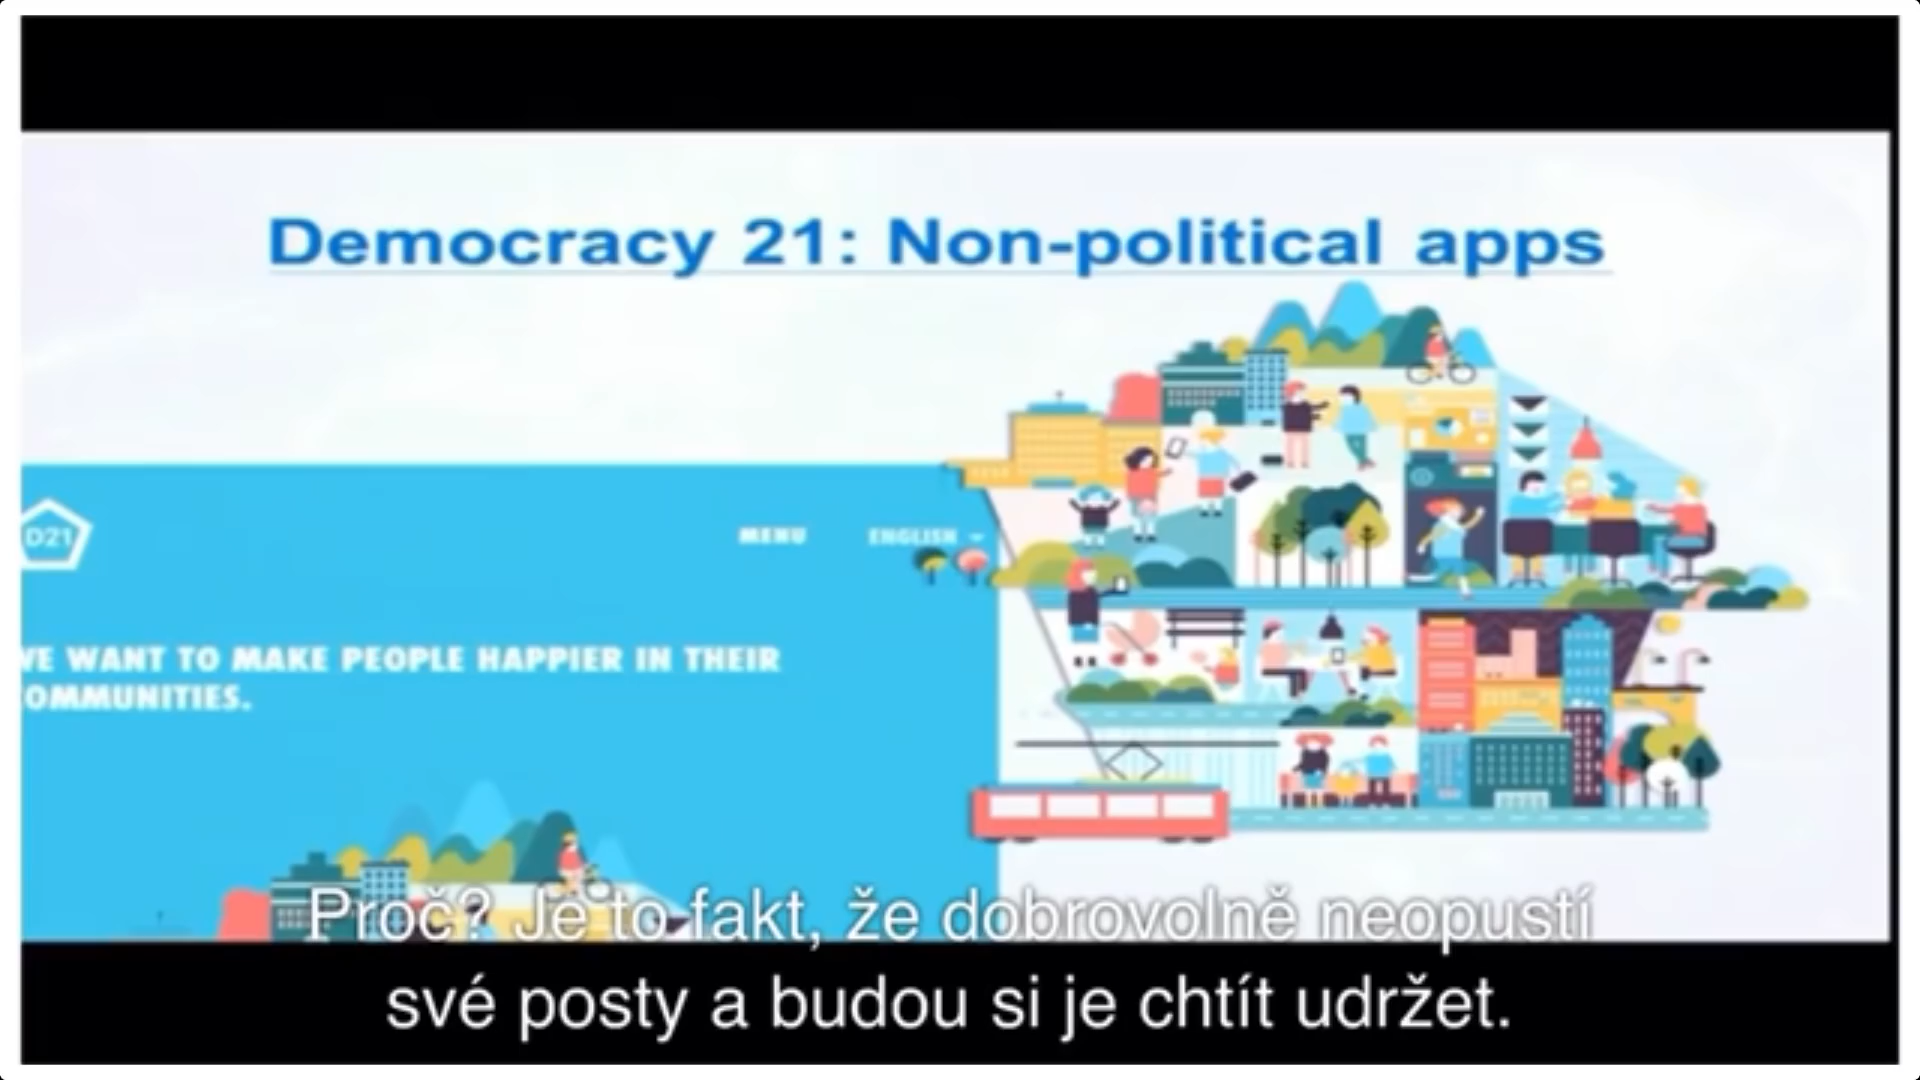 Democracy 21: Non-political apps
D21
MENU
ENGLISH
WE WANT TO MAKE PEOPLE HAPPIER IN THEIR
OMMUNITIES.
Proč? Je to fakt, že dobrovolně neopustí
své posty a budou si je chtít udržet.